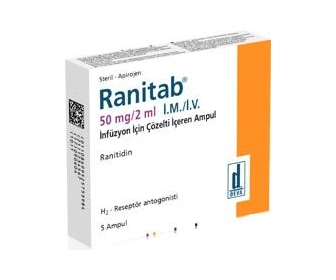 Steril - Apirojen
Ranitab®
50 mg/2 ml I.M./I.V.
İnfüzyon İçin Çözelti İçeren Ampul
Ranitidin
H₂ - Reseptör antagonisti
5 Ampul
d
DEVA